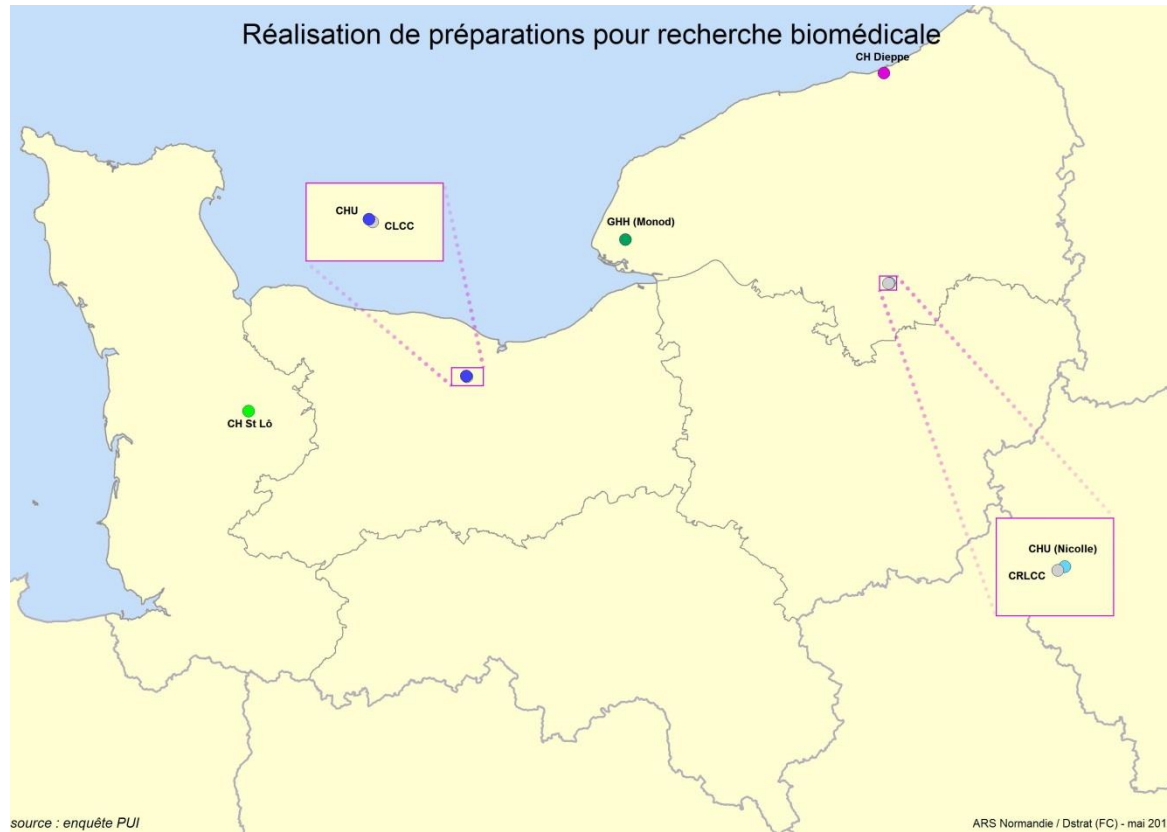 Réalisation de préparations pour recherche biomédicale
CH Dieppe
CHU
CLCC
GHH (Monod)
CH St Lô
CHU (Nicolle)
CRLCC
source : enquête PUI
ARS Normandie / Dstrat (FC) - mai 201